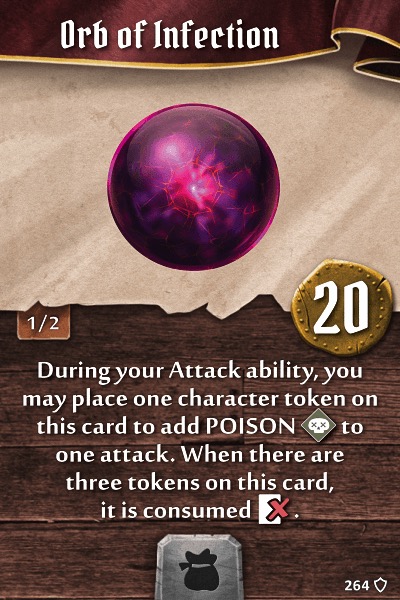 Orb of Infection
20
1/2
During your Attack ability, you
may place one character token on
this card to add POISON to
one attack. When there are
three tokens on this card,
it is consumed .
264